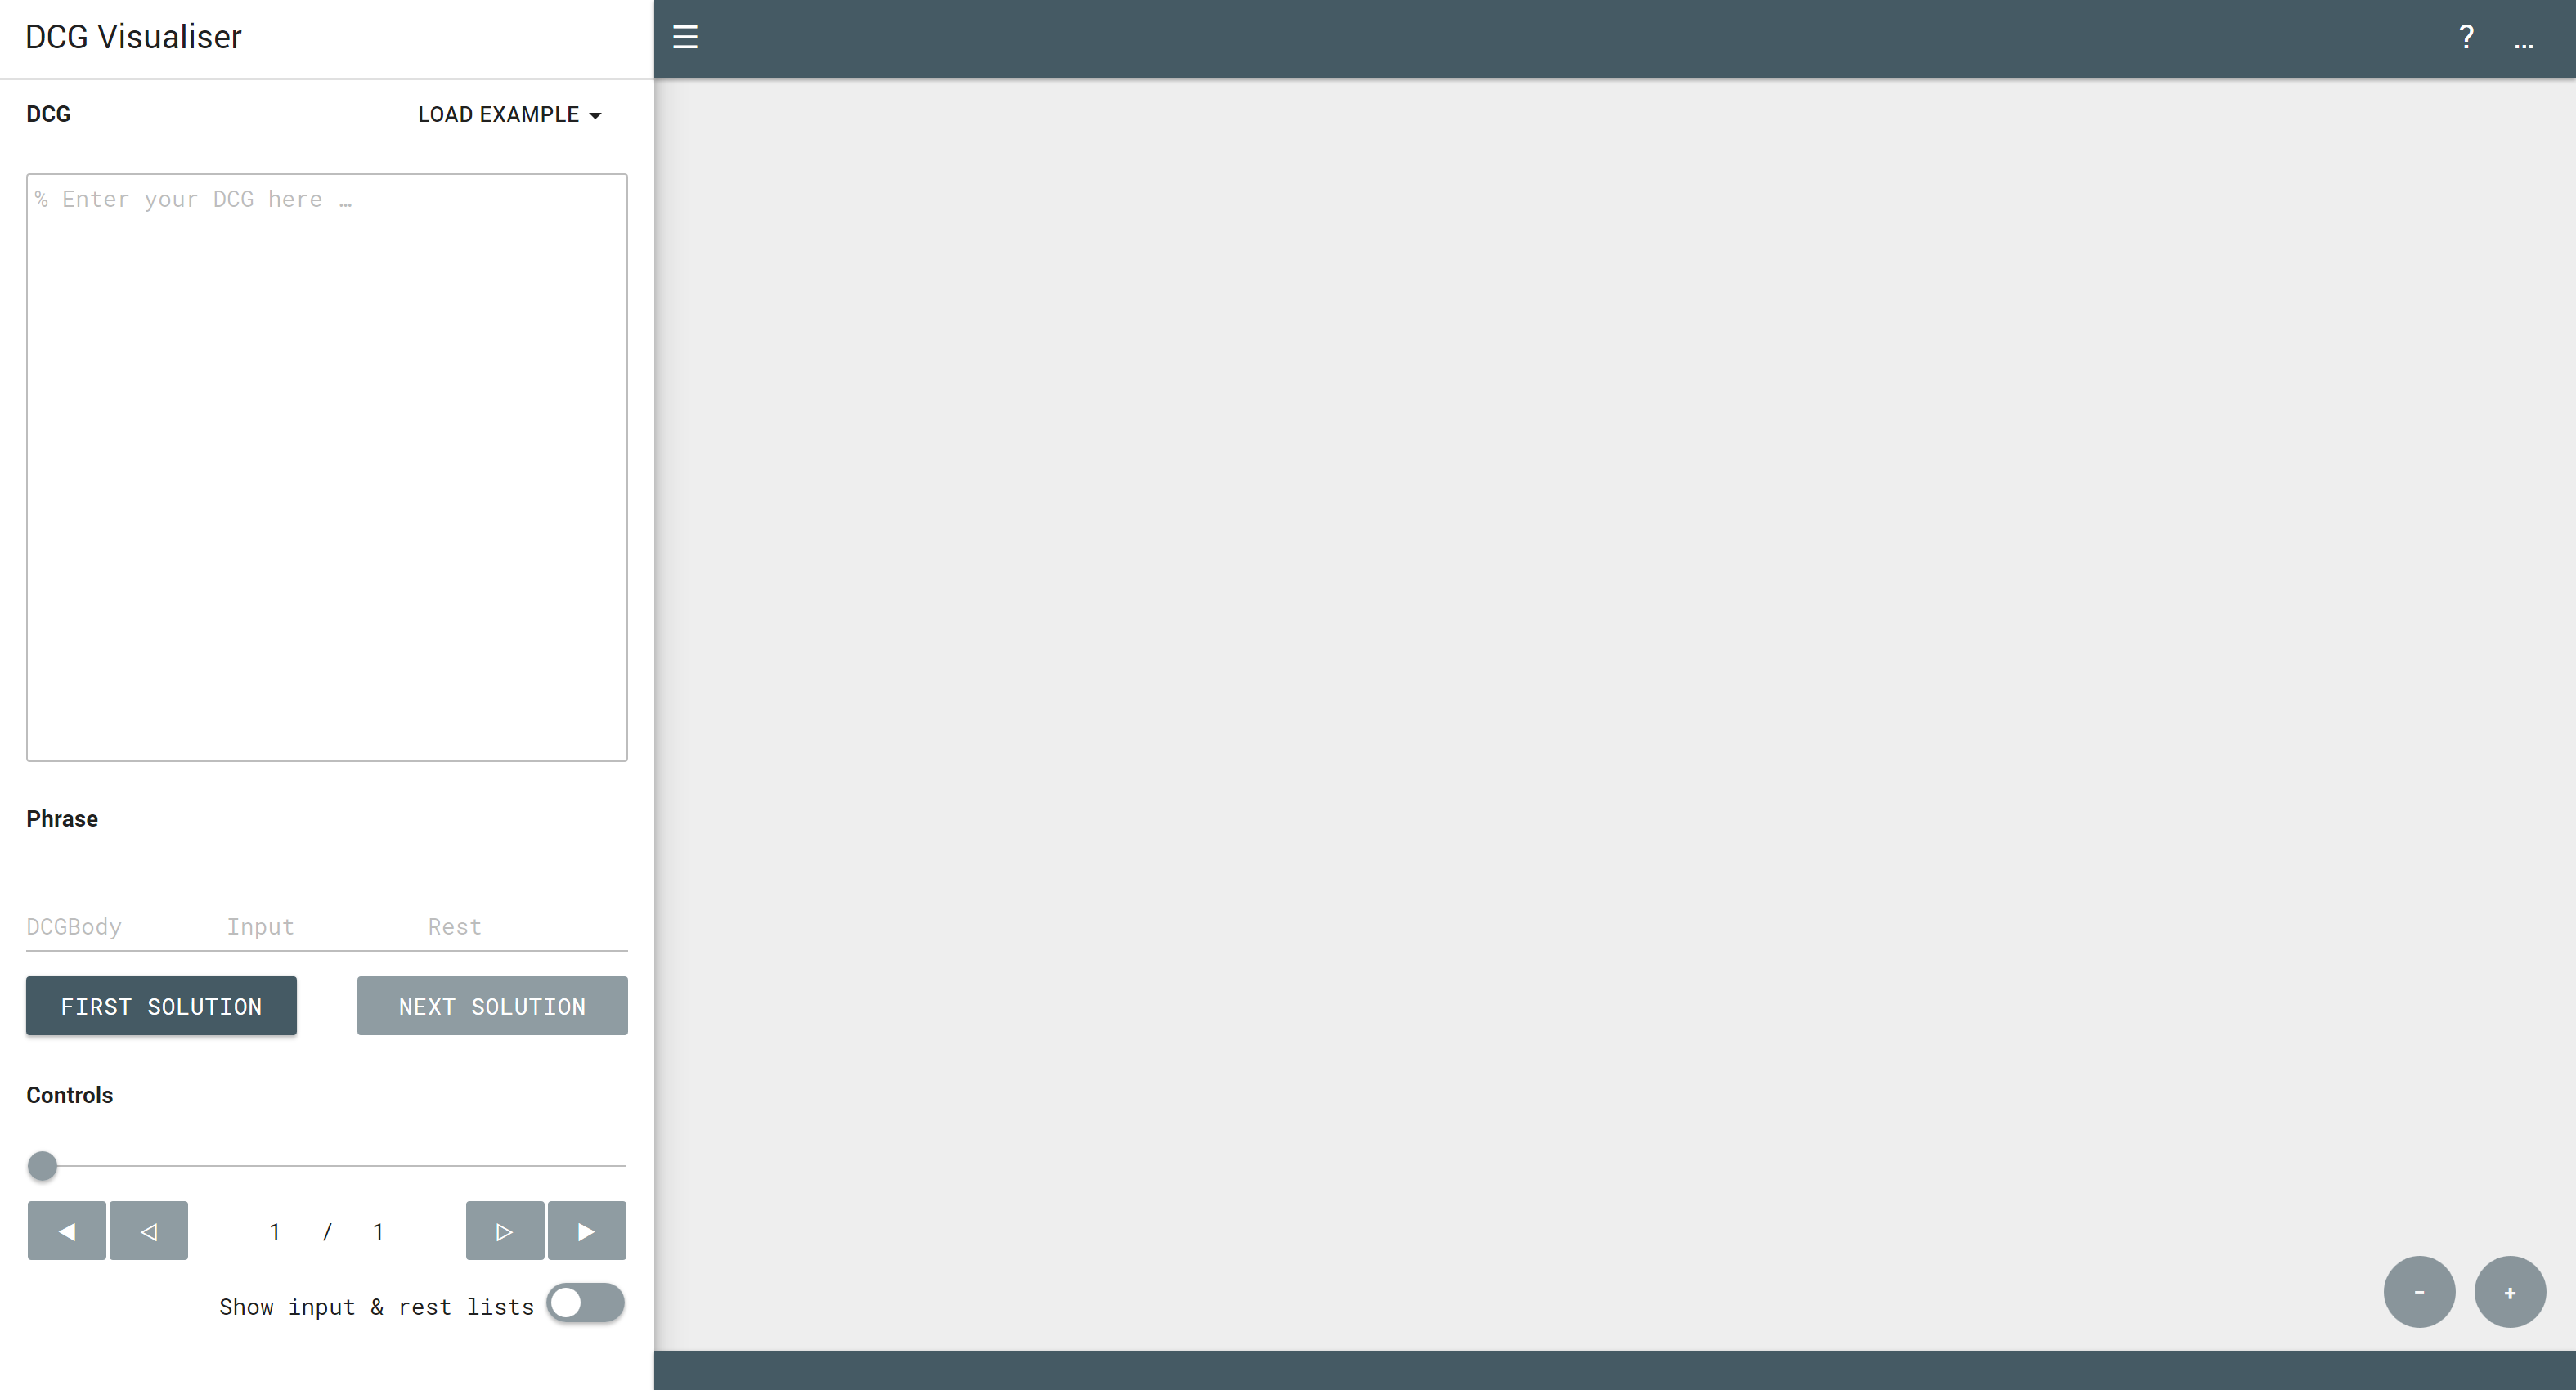 DCG Visualiser
☰ ? ...
DCG LOAD EXAMPLE
% Enter your DCG here …
Phrase
DCGBody Input Rest
FIRST SOLUTION NEXT SOLUTION
Controls
1 / 1
Show input & rest lists
- +